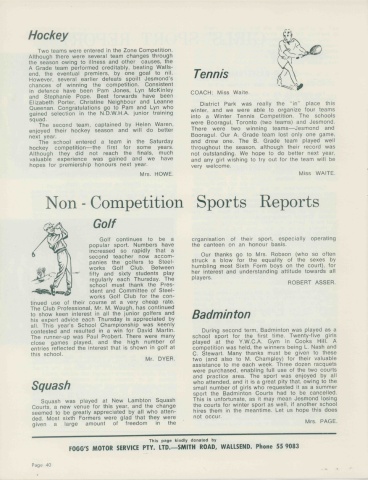 Hockey
Two teams were entered in the Zone Competition.
Although there were several team changes through
the season owing to illness and other causes, the
A Grade team performed creditably, beating Walls-
end, the eventual premiers, by one goal to nil.
However, several earlier defeats spoilt Jesmond's
chances of winning the competition. Consistent
in defence have been Pam Jones, Lyn McKinley
and Stephanie Pope. Best forwards have been
Elizabeth Porter, Christine Neighbour and Leanne
Queenan. Congratulations go to Pam and Lyn who
gained selection in the N.D.W.H.A. junior training
squad.
The second team, captained by Helen Waren,
enjoyed their hockey season and will do better
next year.
The school entered a team in the Saturday
hockey competition—the first for some years.
Although they did not reach the finals, much
valuable experience was gained and we have
hopes for premiership honours next year.
Mrs. HOWE.
Tennis
COACH: Miss Waite.
District Park was really the "in" place this
winter, and we were able to organize four teams
into a Winter Tennis Competition. The schools
were Booragul, Toronto (two teams) and Jesmond.
There were two winning teams—Jesmond and
Booragul. Our A Grade team lost only one game,
and drew one. The B. Grade team played well
throughout the season, although their record was
not outstanding. We hope to do better next year,
and any girl wishing to try out for the team will be
very welcome.
Miss WAITE.
Non - Competition Sports Reports
Golf
Golf continues to be a
popular sport. Numbers have
increased so rapidly that a
second teacher now accom-
panies the golfers to Steel-
works Golf Club. Between
fifty and sixty students play
regularly each Thursday. The
school must thank the Pres-
ident and Committee of Steel-
works Golf Club for the con-
tinued use of their course at a very cheap rate.
The Club Professional, Mr. M. Waugh, has continued
to show keen interest in all the junior golfers and
his expert advice each Thursday is appreciated by
all. This year's School Championship was keenly
contested and resulted in a win for David Martin.
The runner-up was Paul Probert. There were many
close games played, and the high number of
entries reflected the interest that is shown in golf at
this school.
Mr. DYER.
Squash
Squash was played at New Lambton Squash
Courts, a new venue for this year, and the change
seemed to be greatly appreciated by all who atten-
ded. Most sixth Formers were glad that they were
given a large amount of freedom in the
organisation of their sport, especially operating
the canteen on an honour basis.
Our thanks go to Mrs. Robson (who so often
struck a blow for the equality of the sexes by
humbling most Sixth Form boys on the court), for
her interest and understanding attitude towards all
players.
ROBERT ASSER.
Badminton
During second term, Badminton was played as a
school sport for the first time. Twenty-five girls
played at the Y.W.C.A. Gym in Cooks Hill. A
competition was held, the winners being L. Nash and
C. Stewart. Many thanks must be given to these
two (and also to M. Champley) for their valuable
assistance to me each week. Three dozen racquets
were purchased, enabling full use of the two courts
and practice area. The sport was enjoyed by all
who attended, and it is a great pity that, owing to the
small number of girls who requested it as a summer
sport the Badminton Courts had to be cancelled.
This is unfortunate, as it may mean Jesmond losing
the courts for winter sport as well, if another school
hires them in the meantime. Let us hope this does
not occur.
Mrs. PAGE.
This page kindly donated by
FOGG'S MOTOR SERVICE PTY. LTD.—SMITH ROAD, WALLSEND. Phone 55 9083
Page 40